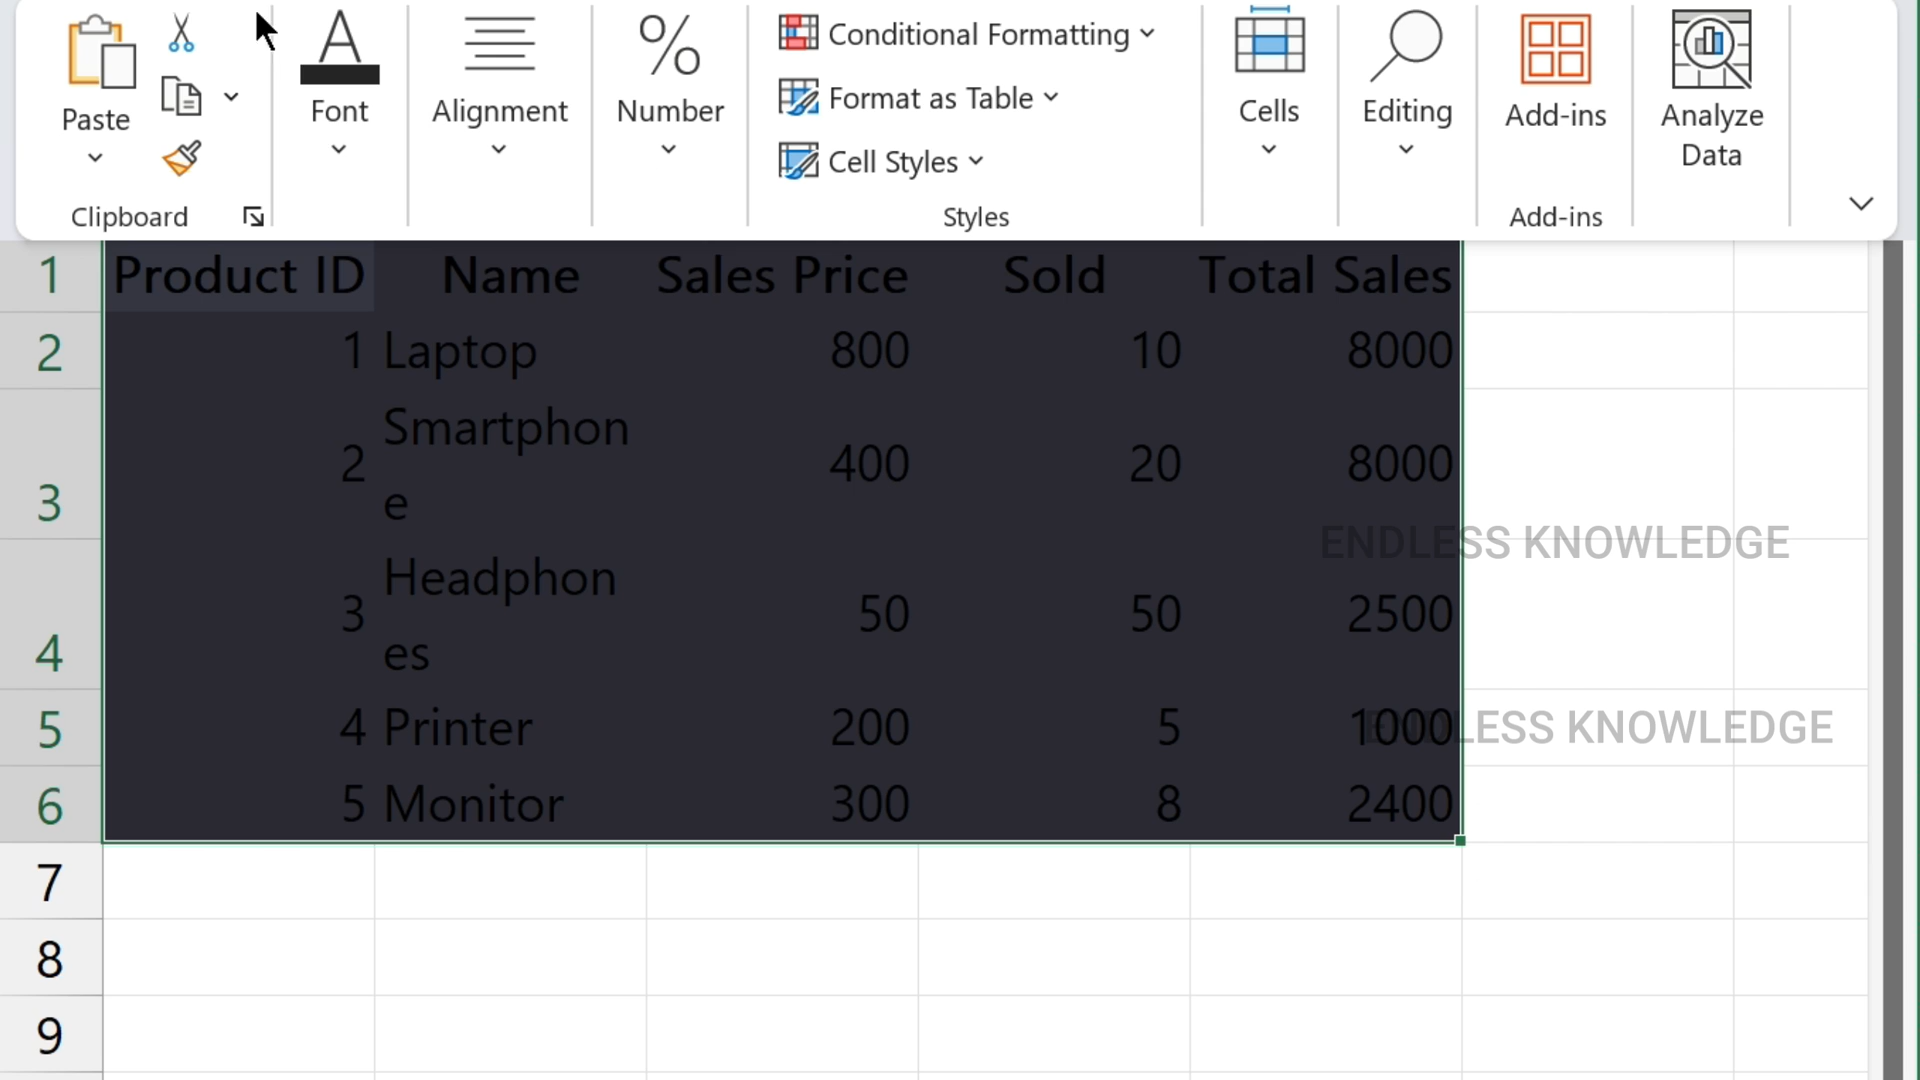 Paste
Clipboard
Font
Alignment
Number
Conditional Formatting
Format as Table
Cell Styles
Styles
Cells
Editing
Add-ins
Add-ins
Analyze
Data
1 Product ID Name Sales Price Sold Total Sales
2 1 Laptop 800 10 8000
3 2 Smartphon
e 400 20 8000
ENDLESS KNOWLEDGE
4 3 Headphon
es 50 50 2500
5 4 Printer 200 5 1000
ENDLESS KNOWLEDGE
6 5 Monitor 300 8 2400
7
8
9